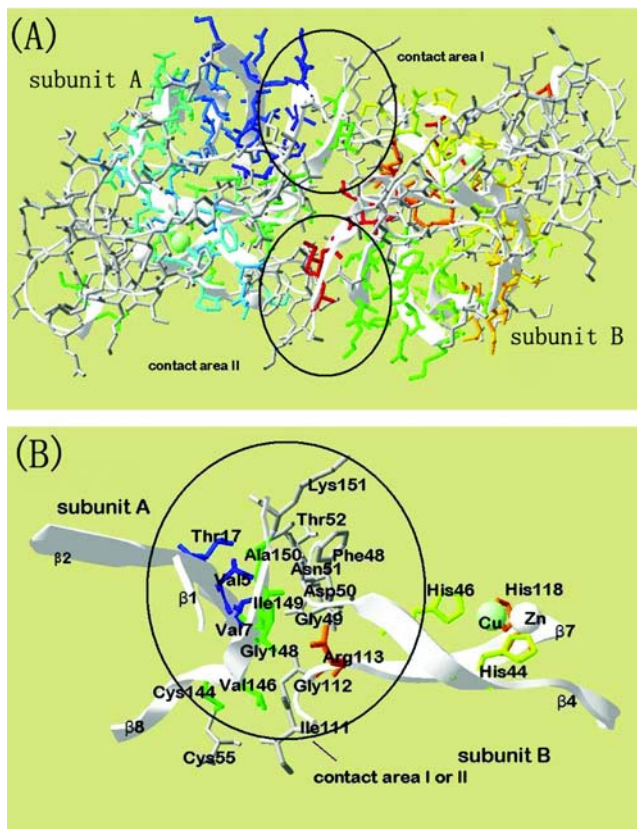 (A)
contact area I
subunit A
subunit B
contact area II
(B)
Lys151
subunit A
Thr52
Thr17
Ala150
Phe48
β2
Asn51
Val5
His46
His118
β1
Ile149
Asp50
Cu
Zn
Val7
Gly49
β7
Gly148
Arg113
His44
Cys144
Val146
Gly112
β4
β8
Ile111
Cys55
subunit B
contact area I or II